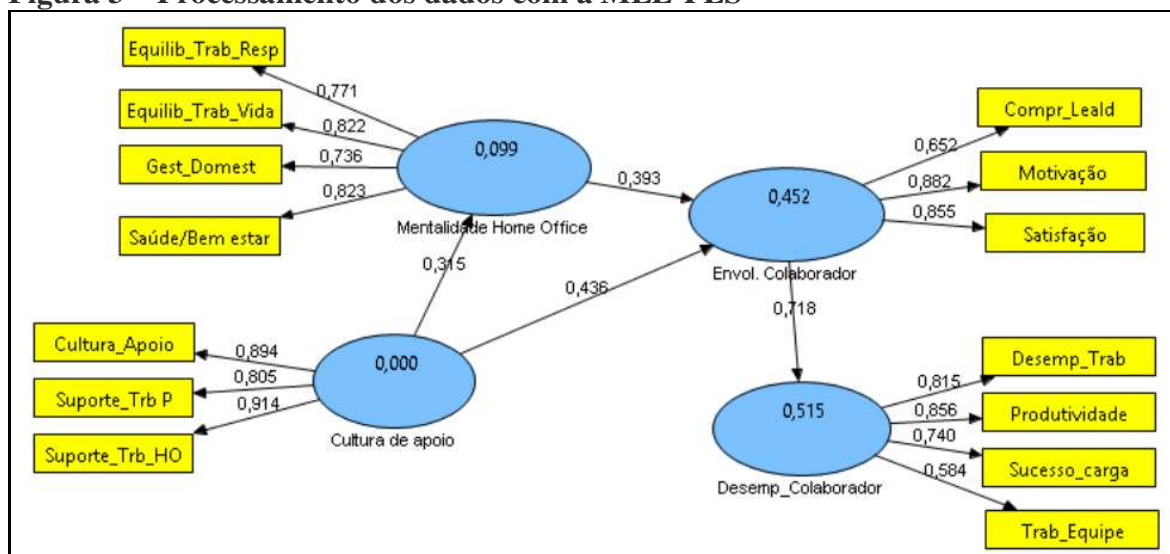 Figura 3 – Processamento dos dados com a MEE-PLS
Equilib_Trab_Resp
0,771
Equilib_Trab_Vida
0,822
Gest_Domest
0,736
Saúde/Bem estar
0,823
0,099
Mentalidade Home Office
0,315
0,393
Cultura_Apoio
0,894
Suporte_Trb P
0,805
Suporte_Trb_HO
0,914
0,000
Cultura de apoio
0,436
0,452
Envol. Colaborador
0,718
Compr_Leald
0,652
Motivação
0,882
Satisfação
0,855
0,515
Desemp_Colaborador
Desemp_Trab
0,815
Produtividade
0,856
Sucesso_carga
0,740
Trab_Equipe
0,584